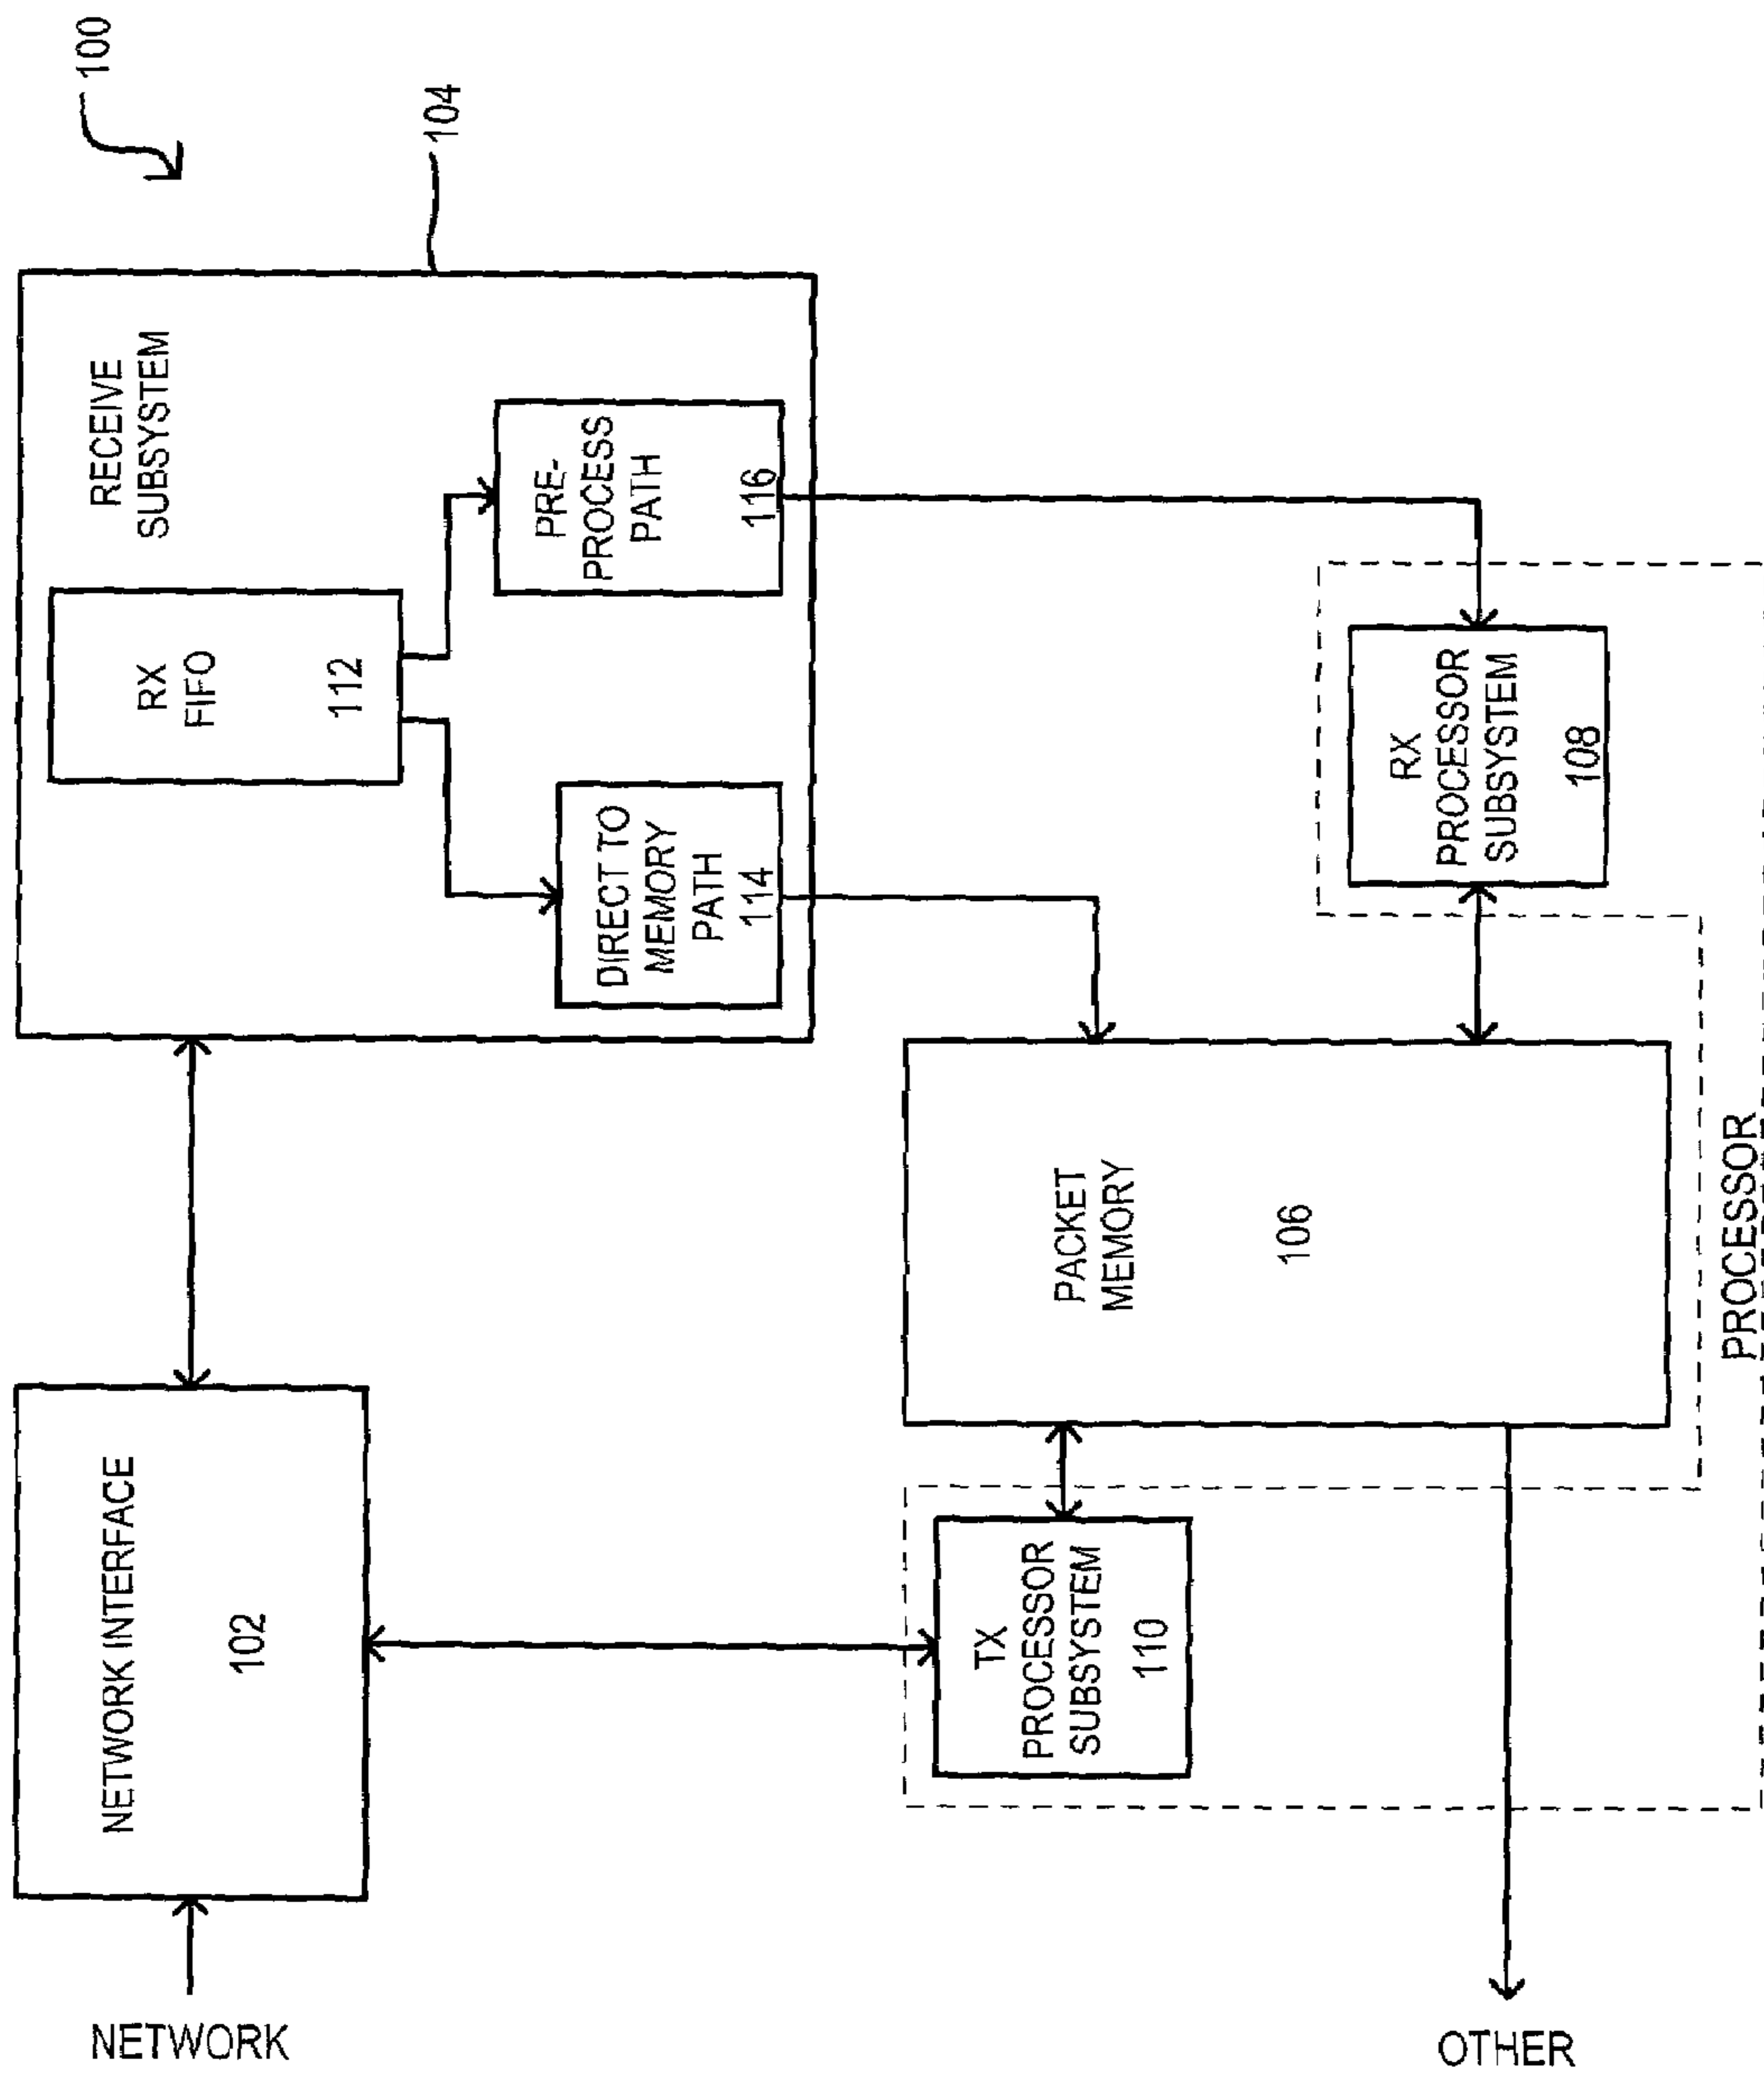 100
104
RECEIVE
SUBSYSTEM
RX
FIFO
112
PRE-
PROCESS
PATH
116
DIRECT TO
MEMORY
PATH
114
NETWORK INTERFACE
102
NETWORK
PACKET
MEMORY
106
RX
PROCESSOR
SUBSYSTEM
108
TX
PROCESSOR
SUBSYSTEM
110
PROCESSOR
OTHER